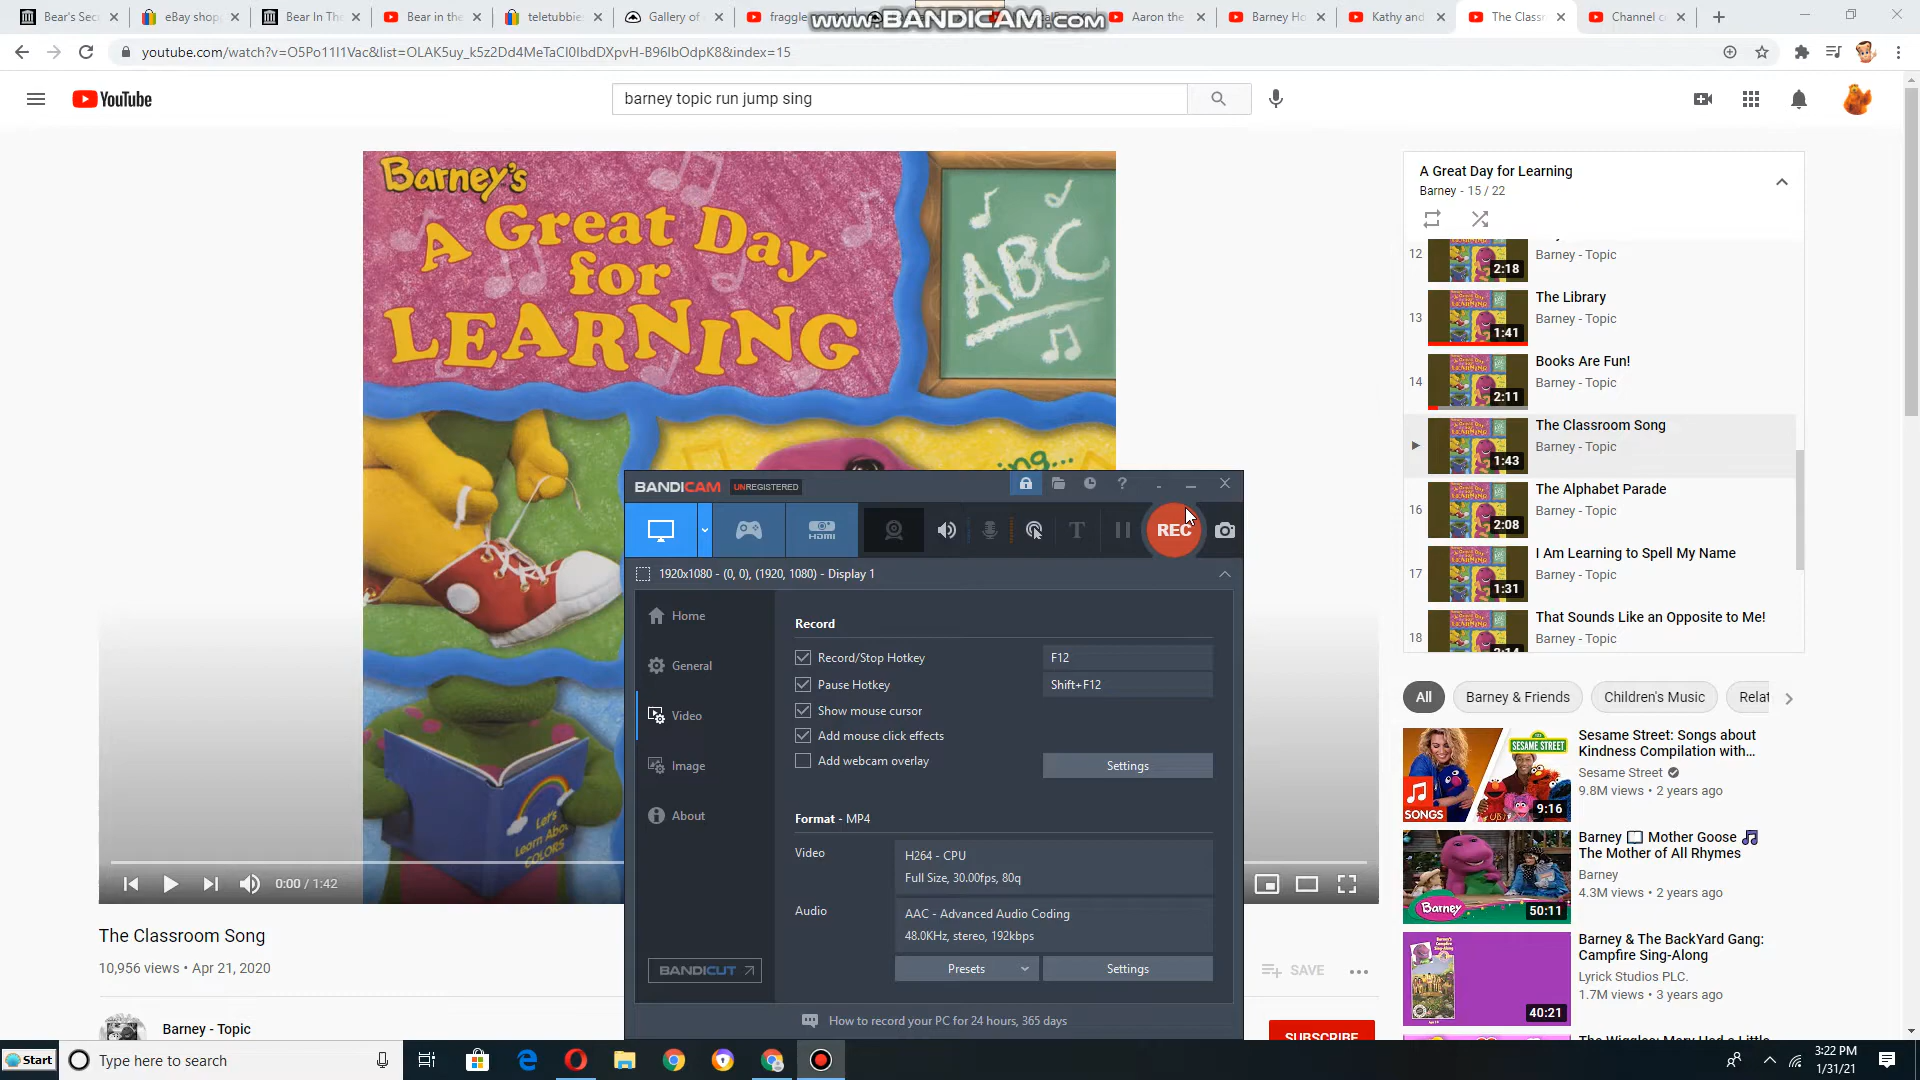 Bear's Sec
eBay shop
Bear In The
Bear in the
teletubbie
Gallery of
fraggle
Aaron the
Barney Ho
Kathy and
The Class
Channel c
www.BANDICAM.com
youtube.com/watch?v=O5Po11I1Vac&list=OLAK5uy_k5z2Dd4MeTaCl0IbdDXpvH-B96IbOdpK8&index=15
YouTube
barney topic run jump sing
Barney's
A Great Day
for
LEARNING
ABC
Let's
Learn About
COLORS
A Great Day for Learning
Barney - 15 / 22
12
2:18
Barney - Topic
13
1:41
The Library
Barney - Topic
14
2:11
Books Are Fun!
Barney - Topic
1:43
The Classroom Song
Barney - Topic
16
2:08
The Alphabet Parade
Barney - Topic
17
1:31
I Am Learning to Spell My Name
Barney - Topic
18
That Sounds Like an Opposite to Me!
Barney - Topic
BANDICAM UNREGISTERED
HDMI
REC
1920x1080 - (0, 0), (1920, 1080) - Display 1
Home
General
Video
Image
About
BANDICUT
Record
Record/Stop Hotkey F12
Pause Hotkey Shift+F12
Show mouse cursor
Add mouse click effects
Add webcam overlay
Settings
Format - MP4
Video
H264 - CPU
Full Size, 30.00fps, 80q
Audio
AAC - Advanced Audio Coding
48.0KHz, stereo, 192kbps
Presets
Settings
How to record your PC for 24 hours, 365 days
0:00 / 1:42
The Classroom Song
10,956 views • Apr 21, 2020
SAVE
Barney - Topic
SUBSCRIBE
All
Barney & Friends
Children's Music
Relat
SONGS
SESAME STREET
9:16
Sesame Street: Songs about
Kindness Compilation with...
Sesame Street
9.8M views • 2 years ago
Barney
50:11
Barney 📖 Mother Goose 🎵
The Mother of All Rhymes
Barney
4.3M views • 2 years ago
40:21
Barney & The BackYard Gang:
Campfire Sing-Along
Lyrick Studios PLC.
1.7M views • 3 years ago
Start
Type here to search
3:22 PM
1/31/21